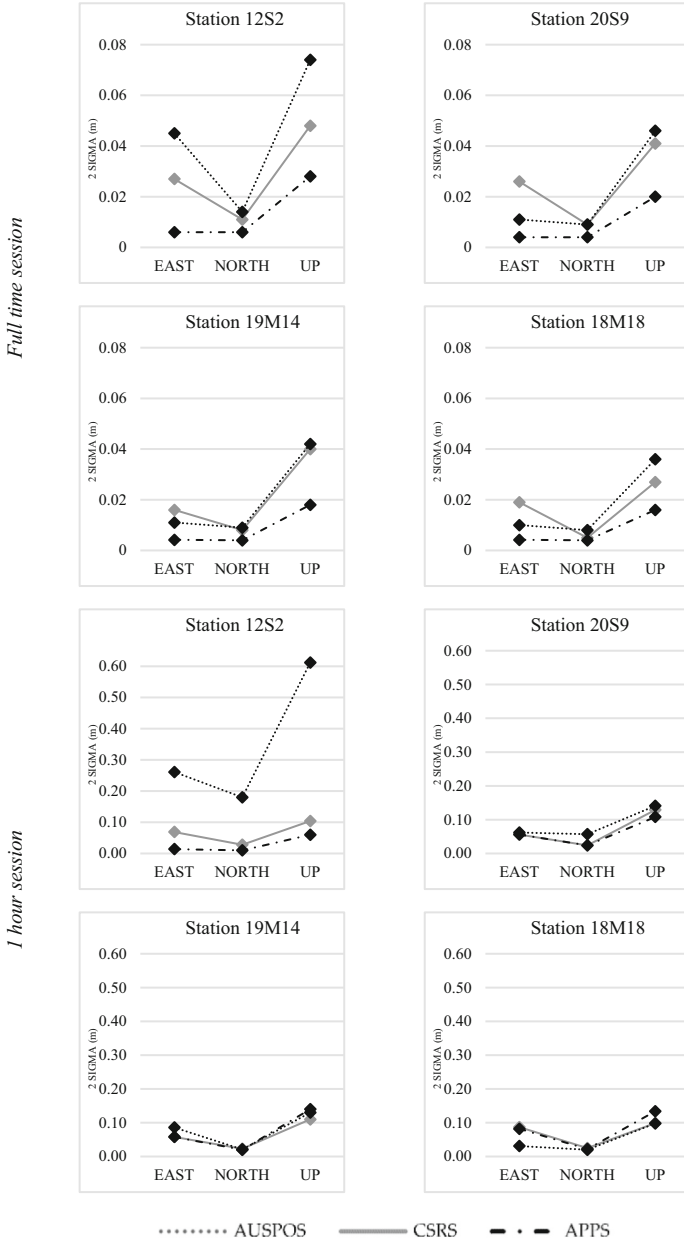 Full time session
Station 12S2
2 SIGMA (m)
0.08
0.06
0.04
0.02
0
EAST NORTH UP
Station 20S9
2 SIGMA (m)
0.08
0.06
0.04
0.02
0
EAST NORTH UP
Station 19M14
2 SIGMA (m)
0.08
0.06
0.04
0.02
0
EAST NORTH UP
Station 18M18
2 SIGMA (m)
0.08
0.06
0.04
0.02
0
EAST NORTH UP
1 hour session
Station 12S2
2 SIGMA (m)
0.60
0.50
0.40
0.30
0.20
0.10
0.00
EAST NORTH UP
Station 20S9
2 SIGMA (m)
0.60
0.50
0.40
0.30
0.20
0.10
0.00
EAST NORTH UP
Station 19M14
2 SIGMA (m)
0.60
0.50
0.40
0.30
0.20
0.10
0.00
EAST NORTH UP
Station 18M18
2 SIGMA (m)
0.60
0.50
0.40
0.30
0.20
0.10
0.00
EAST NORTH UP
AUSPOS CSRS APPS